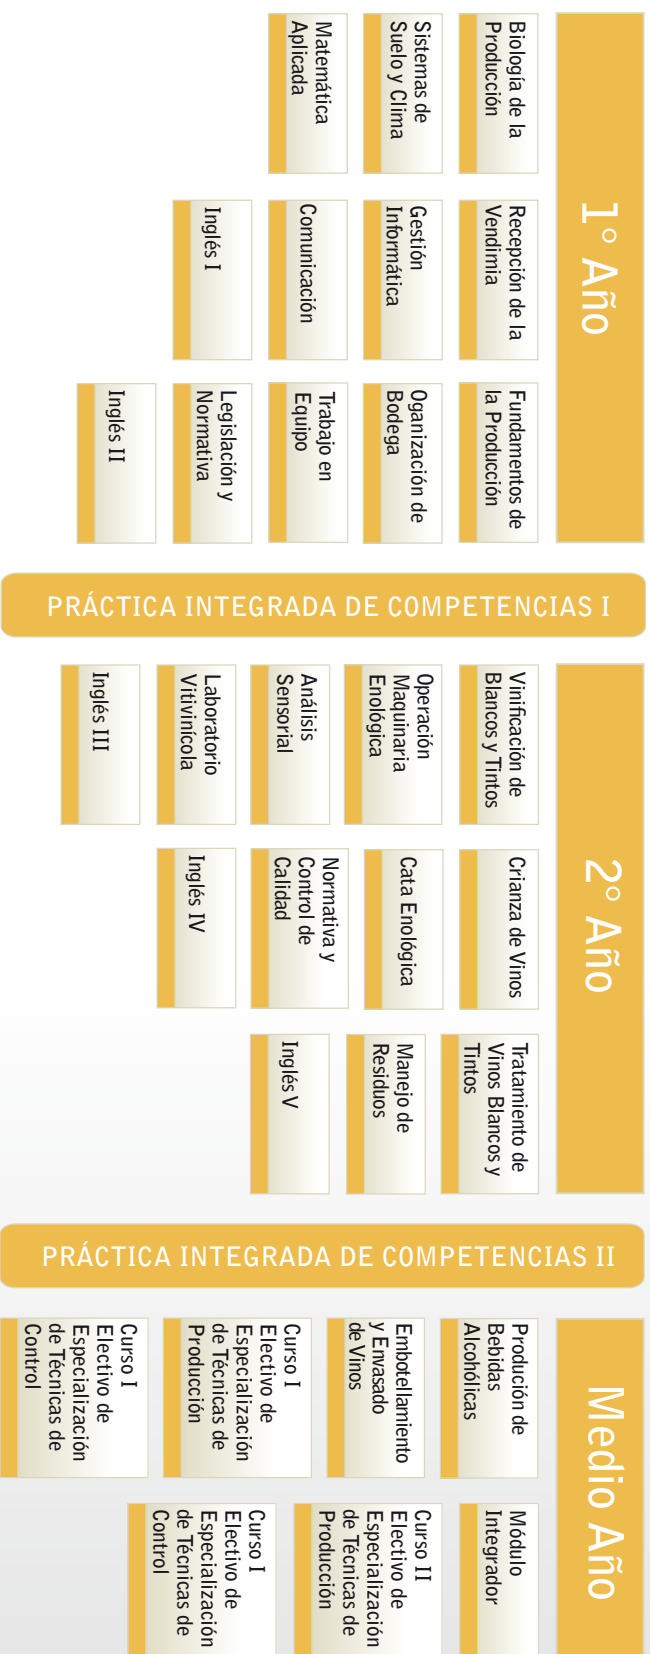 1° Año
Biología de la
Producción
Sistemas de
Suelo y Clima
Matemática
Aplicada
Recepción de la
Vendimia
Gestión
Informática
Comunicación
Inglés I
Fundamentos de
la Producción
Oganización de
Bodega
Trabajo en
Equipo
Legislación y
Normativa
Inglés II
PRÁCTICA INTEGRADA DE COMPETENCIAS I
2° Año
Vinificación de
Blancos y Tintos
Operación
Maquinaria
Enológica
Análisis
Sensorial
Laboratorio
Vitivinícola
Inglés III
Crianza de Vinos
Cata Enológica
Normativa y
Control de
Calidad
Inglés IV
Tratamiento de
Vinos Blancos y
Tintos
Manejo de
Residuos
Inglés V
PRÁCTICA INTEGRADA DE COMPETENCIAS II
Medio Año
Produción de
Bebidas
Alcohólicas
Embotellamiento
y Envasado
de Vinos
Curso I
Electivo de
Especialización
de Técnicas de
Producción
Curso I
Electivo de
Especialización
de Técnicas de
Control
Módulo
Integrador
Curso II
Electivo de
Especialización
de Técnicas de
Producción
Curso I
Electivo de
Especialización
de Técnicas de
Control